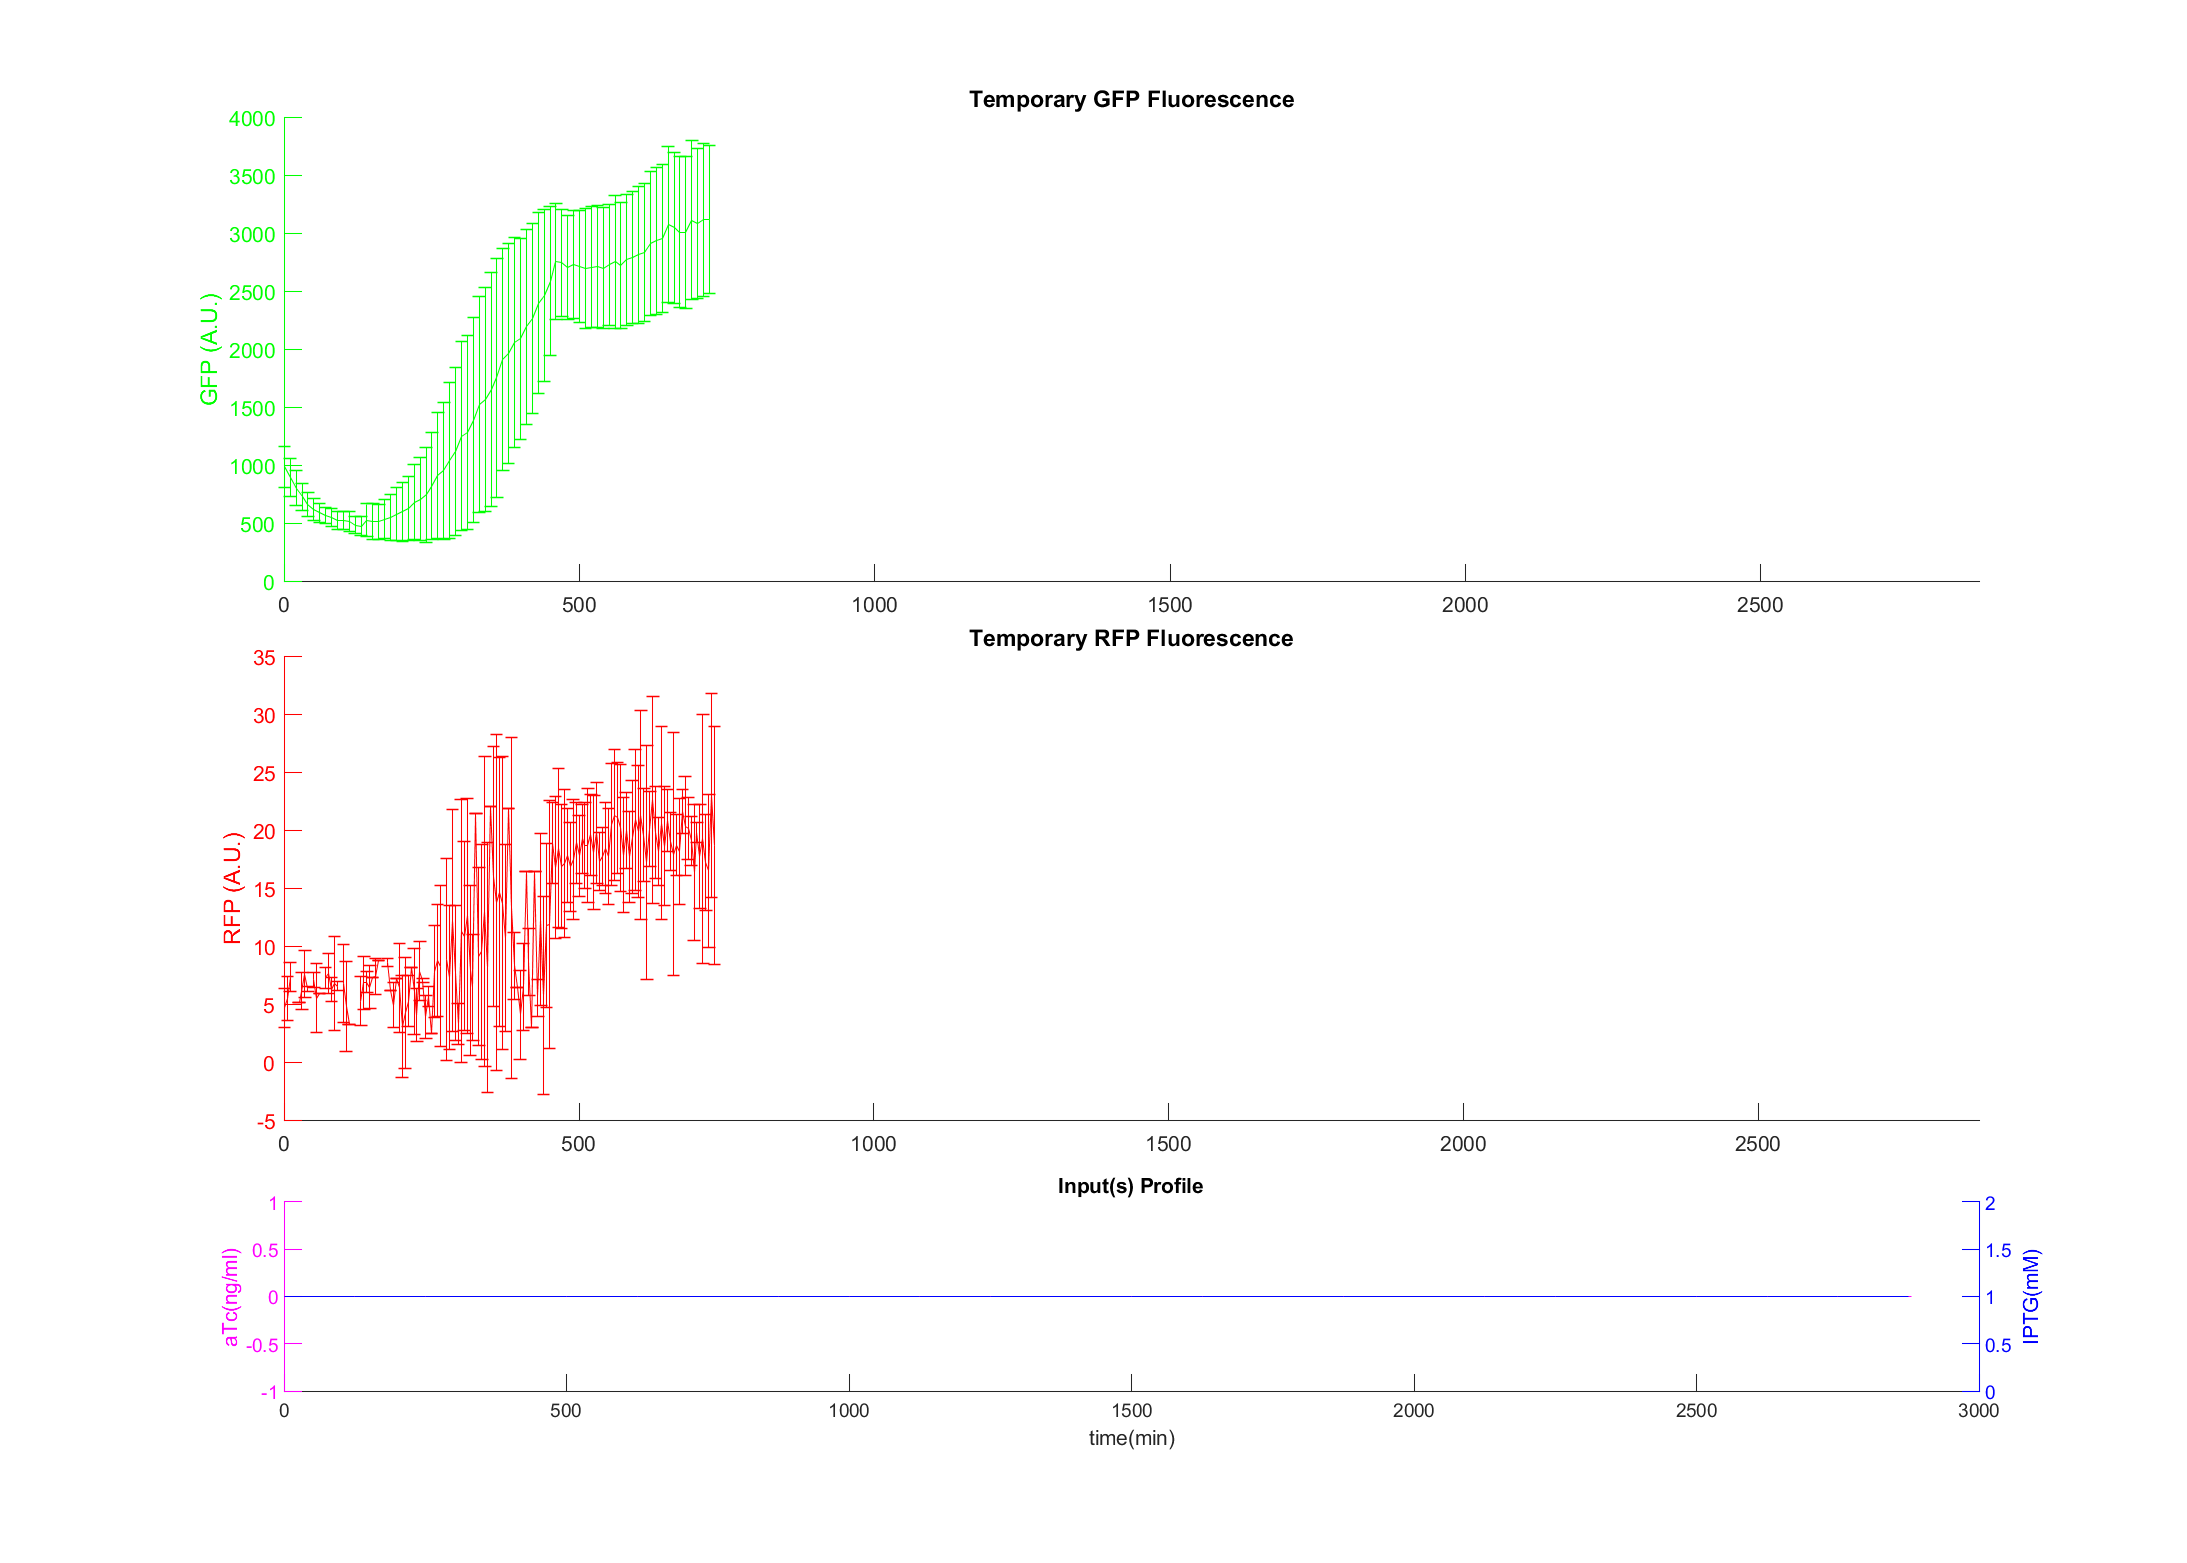 Temporary GFP Fluorescence
4000
3500
3000
2500
2000
1500
1000
500
0
GFP (A.U.)
0 500 1000 1500 2000 2500
Temporary RFP Fluorescence
35
30
25
20
15
10
5
0
-5
RFP (A.U.)
0 500 1000 1500 2000 2500
Input(s) Profile
1
0.5
0
-0.5
-1
aTc(ng/ml)
2
1.5
1
0.5
0
IPTG(mM)
0 500 1000 1500 2000 2500 3000
time(min)